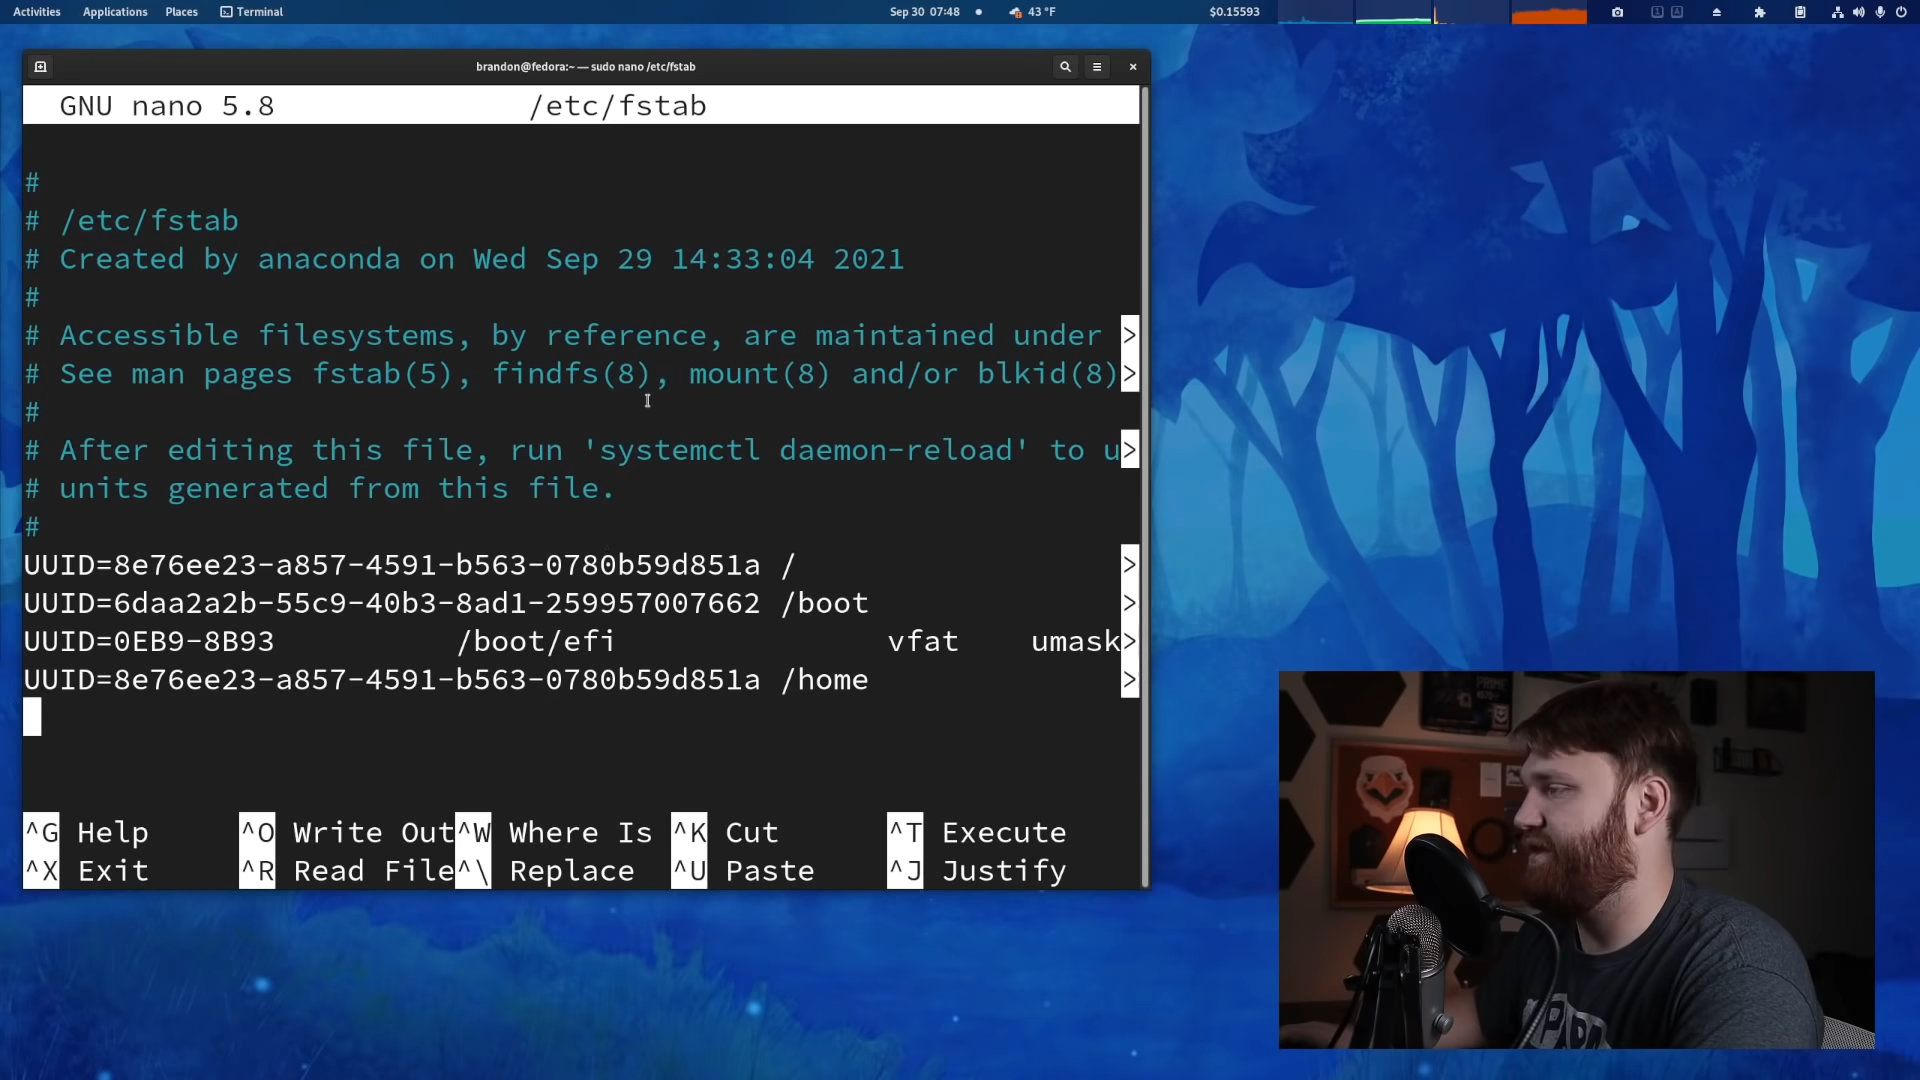 Activities Applications Places Terminal Sep 30 07:48 43 °F $0.15593
brandon@fedora:~ — sudo nano /etc/fstab
GNU nano 5.8 /etc/fstab
#
# /etc/fstab
# Created by anaconda on Wed Sep 29 14:33:04 2021
#
# Accessible filesystems, by reference, are maintained under >
# See man pages fstab(5), findfs(8), mount(8) and/or blkid(8)>
#
# After editing this file, run 'systemctl daemon-reload' to u>
# units generated from this file.
#
UUID=8e76ee23-a857-4591-b563-0780b59d851a / >
UUID=6daa2a2b-55c9-40b3-8ad1-259957007662 /boot >
UUID=0EB9-8B93 /boot/efi vfat umask>
UUID=8e76ee23-a857-4591-b563-0780b59d851a /home >
^G Help ^O Write Out ^W Where Is ^K Cut ^T Execute
^X Exit ^R Read File ^\ Replace ^U Paste ^J Justify